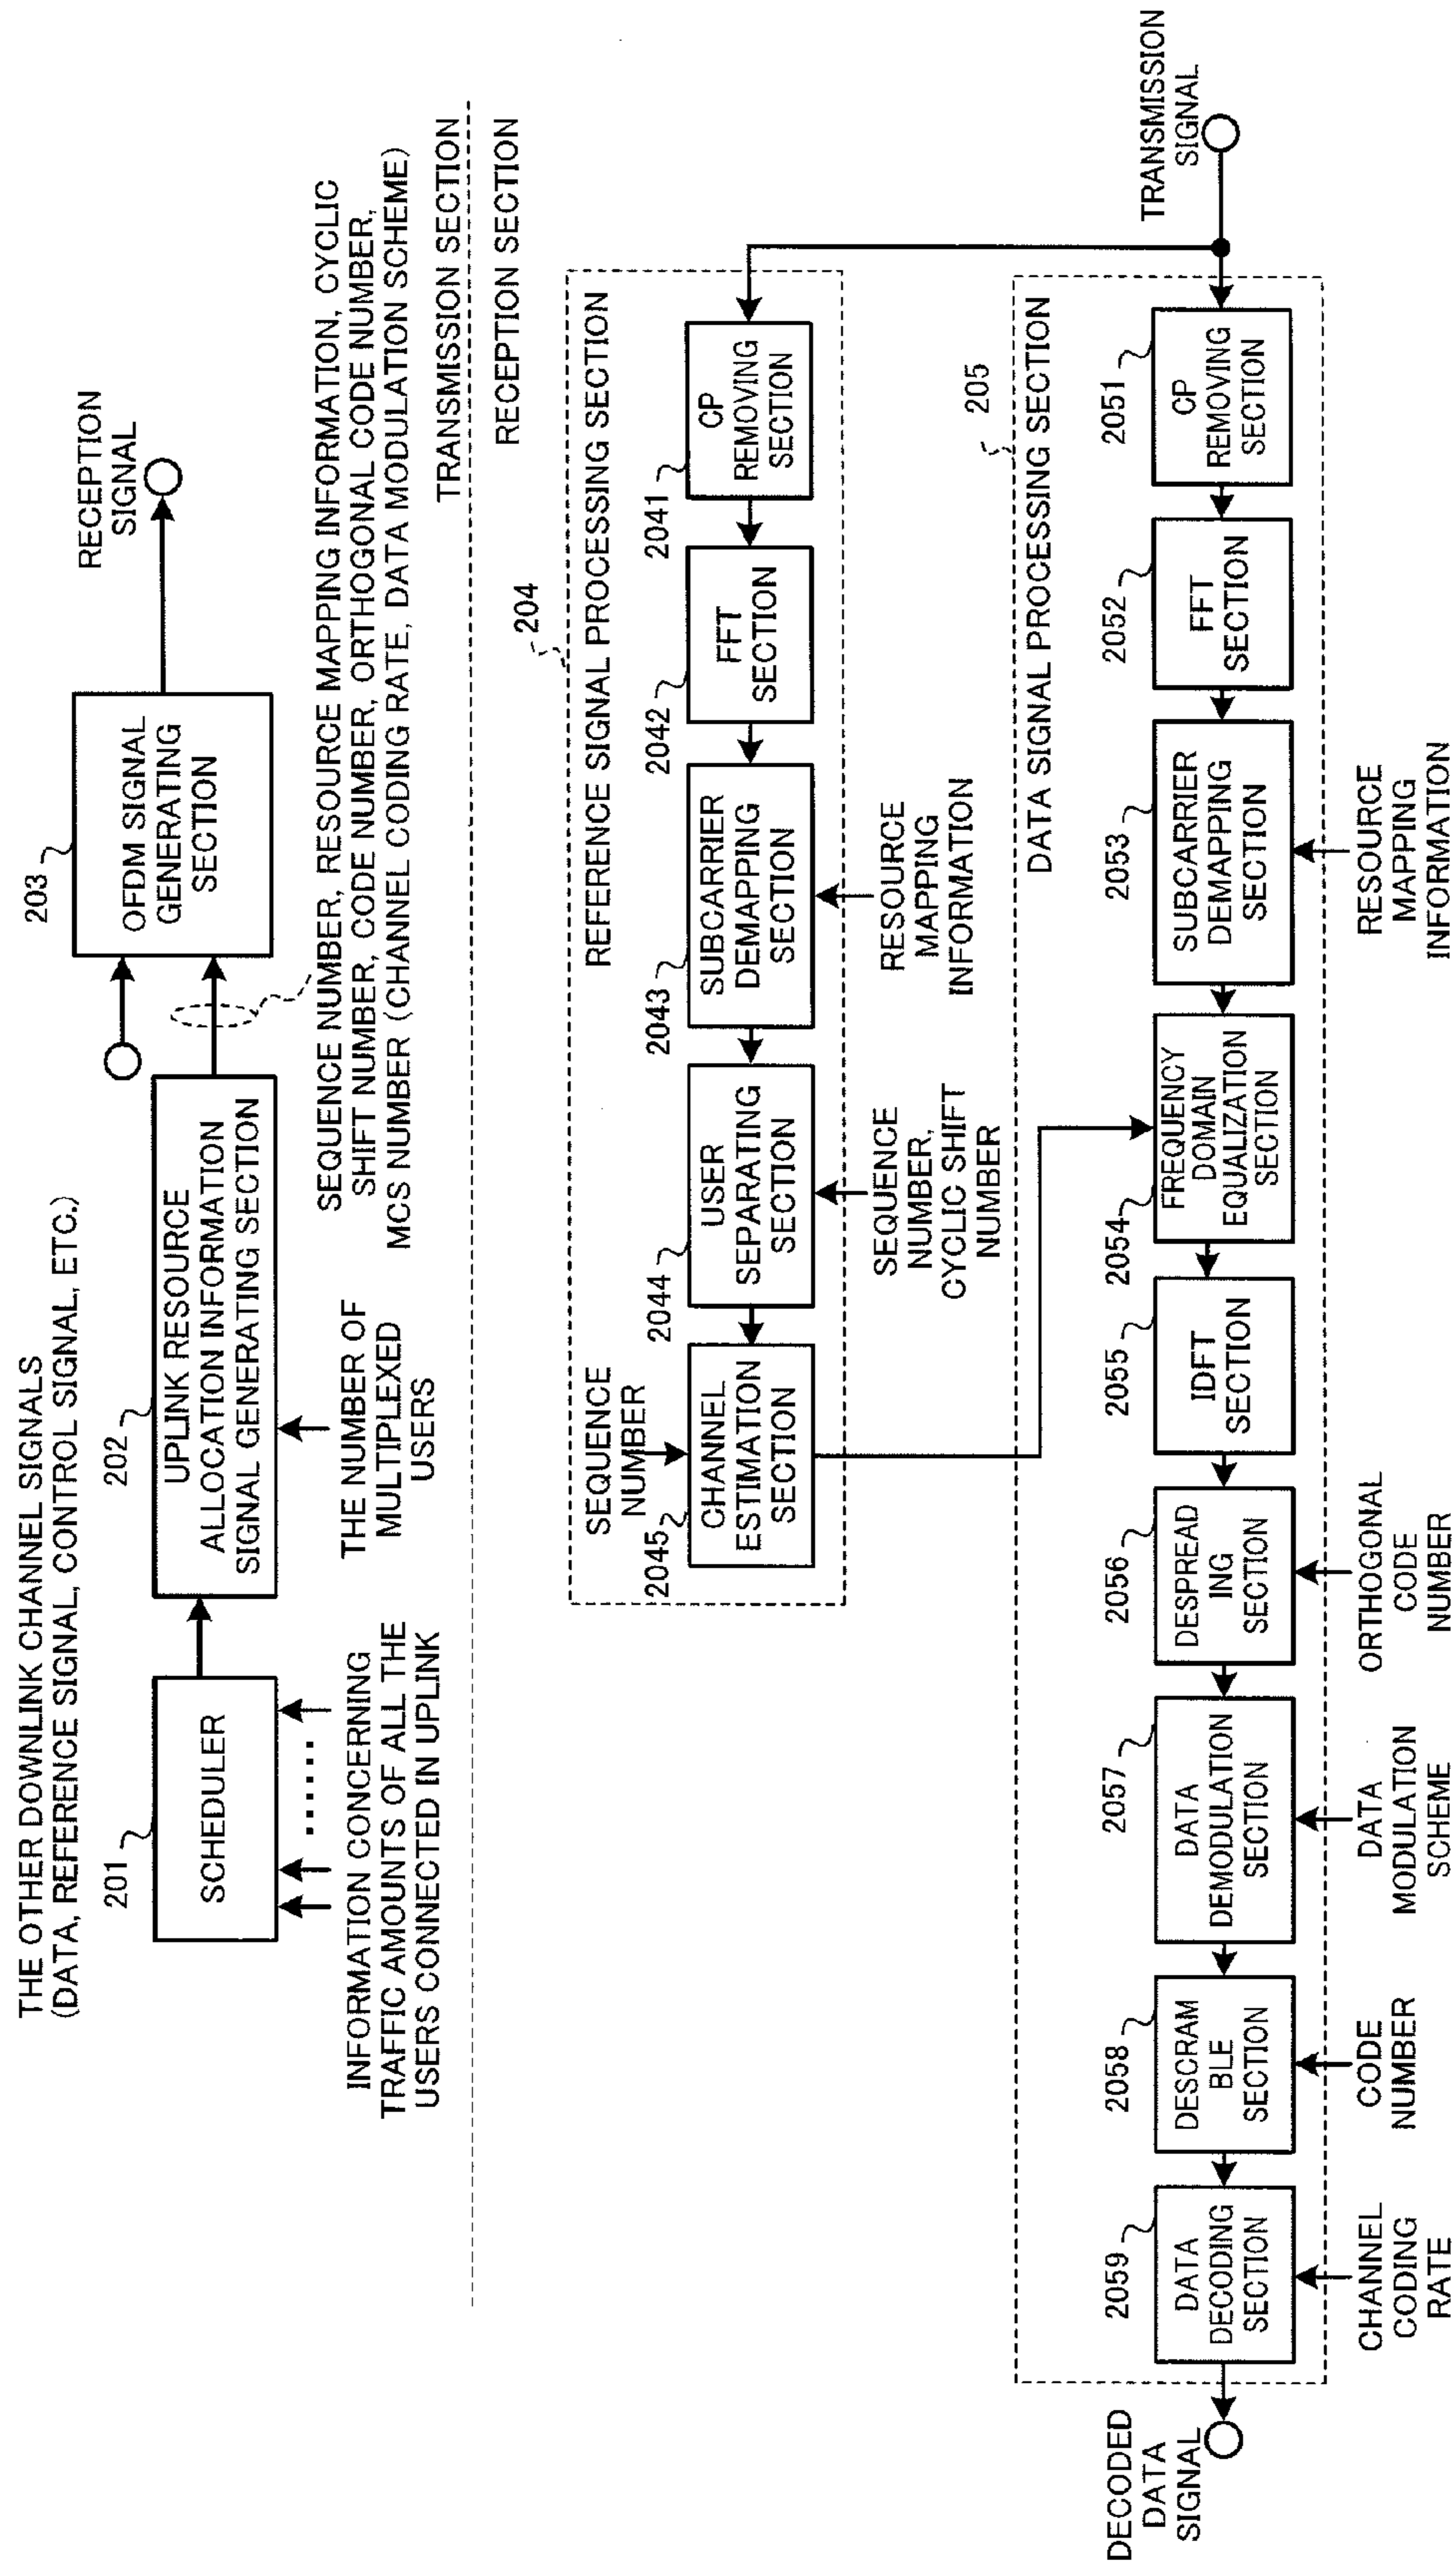 THE OTHER DOWNLINK CHANNEL SIGNALS
(DATA, REFERENCE SIGNAL, CONTROL SIGNAL, ETC.)
201
SCHEDULER
INFORMATION CONCERNING
TRAFFIC AMOUNTS OF ALL THE
USERS CONNECTED IN UPLINK
202
UPLINK RESOURCE
ALLOCATION INFORMATION
SIGNAL GENERATING SECTION
THE NUMBER OF
MULTIPLEXED
USERS
203
OFDM SIGNAL
GENERATING
SECTION
RECEPTION
SIGNAL
SEQUENCE NUMBER, RESOURCE MAPPING INFORMATION, CYCLIC
SHIFT NUMBER, CODE NUMBER, ORTHOGONAL CODE NUMBER,
MCS NUMBER (CHANNEL CODING RATE, DATA MODULATION SCHEME)
TRANSMISSION SECTION
RECEPTION SECTION
204
REFERENCE SIGNAL PROCESSING SECTION
SEQUENCE
NUMBER
2045
CHANNEL
ESTIMATION
SECTION
2044
USER
SEPARATING
SECTION
SEQUENCE
NUMBER,
CYCLIC SHIFT
NUMBER
2043
SUBCARRIER
DEMAPPING
SECTION
RESOURCE
MAPPING
INFORMATION
2042
FFT
SECTION
2041
CP
REMOVING
SECTION
TRANSMISSION
SIGNAL
205
DATA SIGNAL PROCESSING SECTION
DECODED
DATA
SIGNAL
2059
DATA
DECODING
SECTION
CHANNEL
CODING
RATE
2058
DESCRAM
BLE
SECTION
CODE
NUMBER
2057
DATA
DEMODULATION
SECTION
DATA
MODULATION
SCHEME
2056
DESPREAD
ING
SECTION
ORTHOGONAL
CODE
NUMBER
2055
IDFT
SECTION
2054
FREQUENCY
DOMAIN
EQUALIZATION
SECTION
2053
SUBCARRIER
DEMAPPING
SECTION
RESOURCE
MAPPING
INFORMATION
2052
FFT
SECTION
2051
CP
REMOVING
SECTION